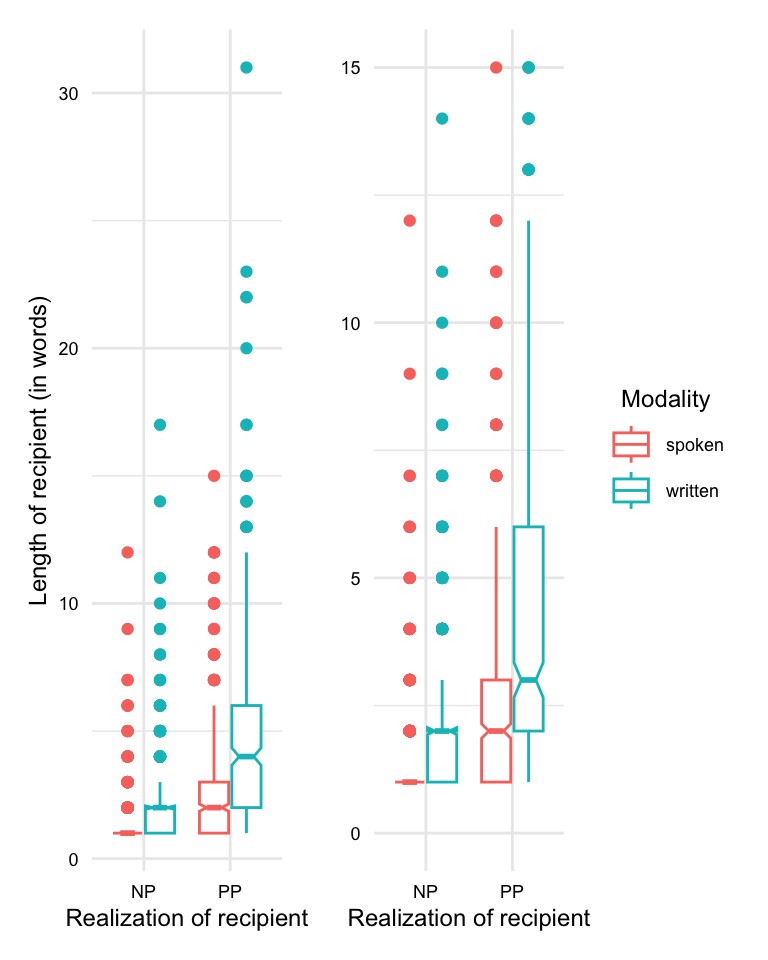 Length of recipient (in words)
30
20
10
0
NP
PP
Realization of recipient
15
10
5
0
NP
PP
Realization of recipient
Modality
spoken
written